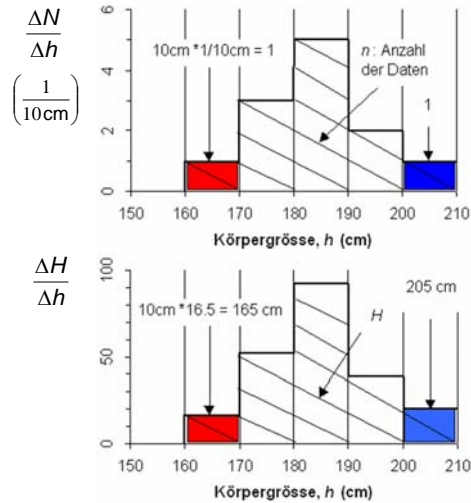 ΔN
Δh
(1
10cm)
10cm*1/10cm = 1
n: Anzahl
der Daten
1
6
4
2
0
150 160 170 180 190 200 210
Körpergrösse, h (cm)
ΔH
Δh
10cm *16.5 = 165 cm
205 cm
H
100
50
0
150 160 170 180 190 200 210
Körpergrösse, h (cm)